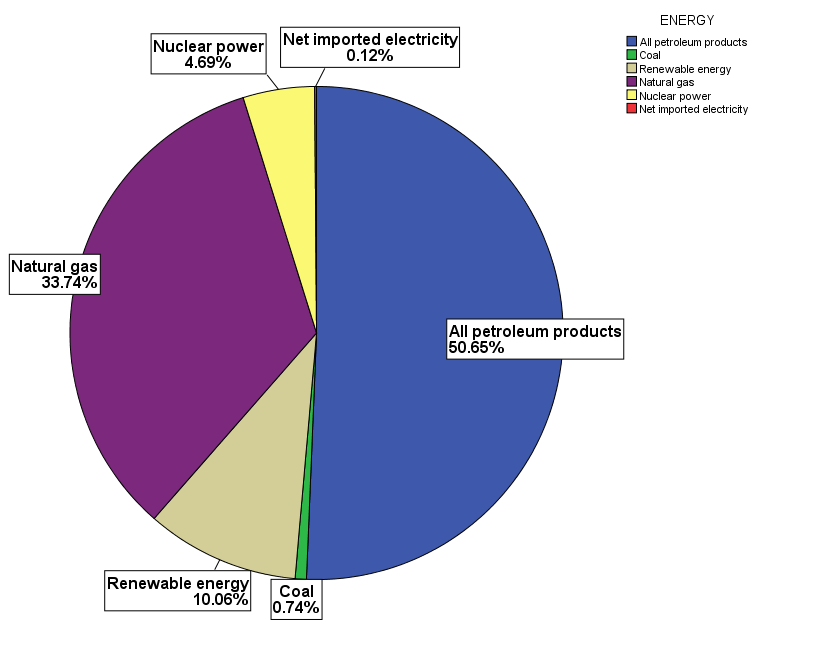 ENERGY
All petroleum products
Coal
Renewable energy
Natural gas
Nuclear power
Net imported electricity
Nuclear power
4.69%
Net imported electricity
0.12%
Natural gas
33.74%
All petroleum products
50.65%
Renewable energy
10.06%
Coal
0.74%